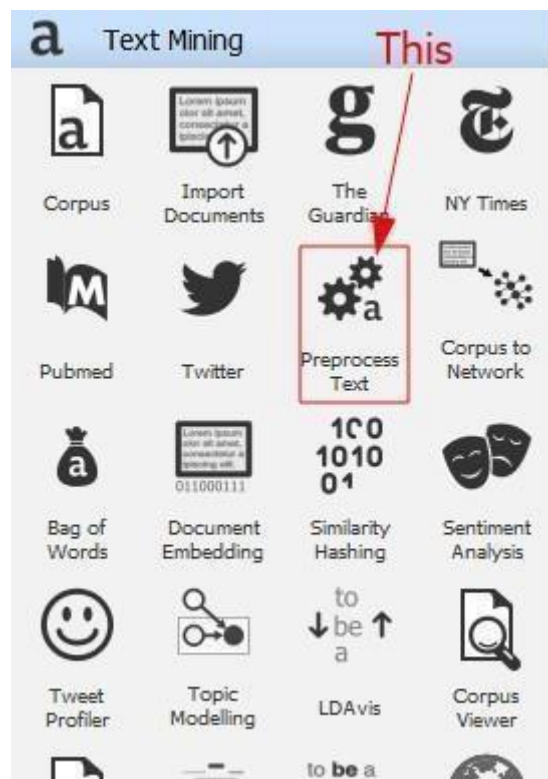 a Text Mining
This
Corpus
Import
Documents
The
Guardian
NY Times
Pubmed
Twitter
Preprocess
Text
Corpus to
Network
Bag of
Words
011000111
Document
Embedding
100
1010
01
Similarity
Hashing
Sentiment
Analysis
Tweet
Profiler
Topic
Modelling
to
be
a
LDAvis
Corpus
Viewer
to be a